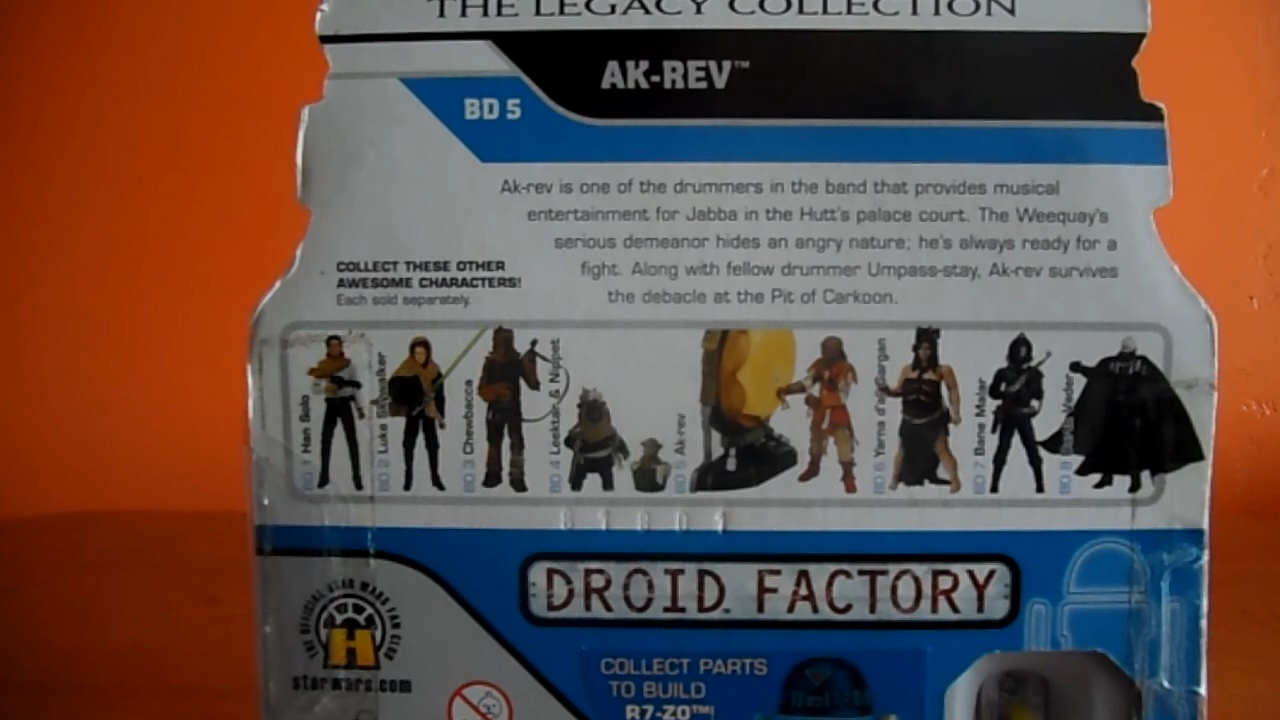 THE LEGACY COLLECTION
AK-REV™
BD 5
Ak-rev is one of the drummers in the band that provides musical
entertainment for Jabba in the Hutt's palace court. The Weequay's
serious demeanor hides an angry nature; he's always ready for a
fight. Along with fellow drummer Umpass-stay, Ak-rev survives
the debacle at the Pit of Carkoon.
COLLECT THESE OTHER
AWESOME CHARACTERS!
Each sold separately.
BD 1 Han Solo
BD 2 Luke Skywalker
BD 3 Chewbacca
BD 4 Leektar & Nippet
BD 5 Ak-rev
BD 6 Yarna d'al' Gargan
BD 7 Bane Malar
BD 8 Darth Vader
81801
DROID FACTORY
THE OFFICIAL STAR WARS FAN CLUB
H
starwars.com
COLLECT PARTS
TO BUILD
R7-Z0™!